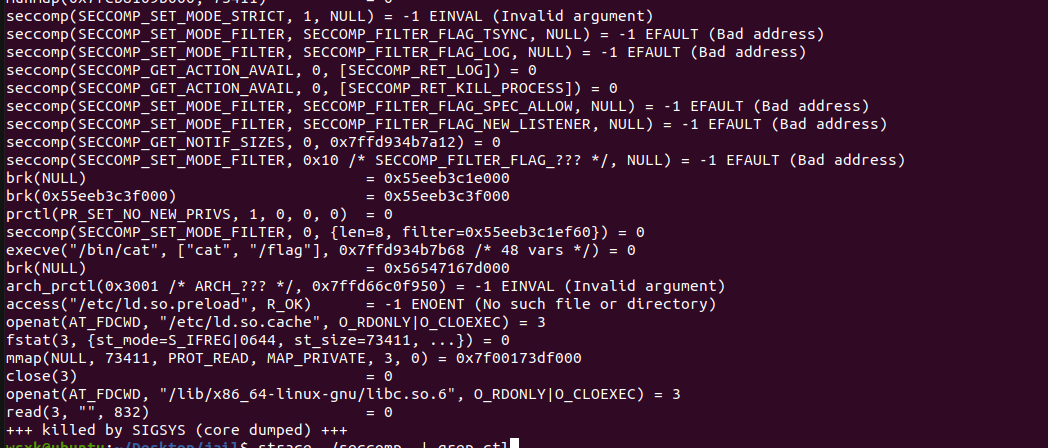 munmap(0x7fcbd8169b000, 73411) = 0
seccomp(SECCOMP_SET_MODE_STRICT, 1, NULL) = -1 EINVAL (Invalid argument)
seccomp(SECCOMP_SET_MODE_FILTER, SECCOMP_FILTER_FLAG_TSYNC, NULL) = -1 EFAULT (Bad address)
seccomp(SECCOMP_SET_MODE_FILTER, SECCOMP_FILTER_FLAG_LOG, NULL) = -1 EFAULT (Bad address)
seccomp(SECCOMP_GET_ACTION_AVAIL, 0, [SECCOMP_RET_LOG]) = 0
seccomp(SECCOMP_GET_ACTION_AVAIL, 0, [SECCOMP_RET_KILL_PROCESS]) = 0
seccomp(SECCOMP_SET_MODE_FILTER, SECCOMP_FILTER_FLAG_SPEC_ALLOW, NULL) = -1 EFAULT (Bad address)
seccomp(SECCOMP_SET_MODE_FILTER, SECCOMP_FILTER_FLAG_NEW_LISTENER, NULL) = -1 EFAULT (Bad address)
seccomp(SECCOMP_GET_NOTIF_SIZES, 0, 0x7ffd934b7a12) = 0
seccomp(SECCOMP_SET_MODE_FILTER, 0x10 /* SECCOMP_FILTER_FLAG_??? */, NULL) = -1 EFAULT (Bad address)
brk(NULL) = 0x55eeb3c1e000
brk(0x55eeb3c3f000) = 0x55eeb3c3f000
prctl(PR_SET_NO_NEW_PRIVS, 1, 0, 0, 0) = 0
seccomp(SECCOMP_SET_MODE_FILTER, 0, {len=8, filter=0x55eeb3c1ef60}) = 0
execve("/bin/cat", ["cat", "/flag"], 0x7ffd934b7b68 /* 48 vars */) = 0
brk(NULL) = 0x56547167d000
arch_prctl(0x3001 /* ARCH_??? */, 0x7ffd66c0f950) = -1 EINVAL (Invalid argument)
access("/etc/ld.so.preload", R_OK) = -1 ENOENT (No such file or directory)
openat(AT_FDCWD, "/etc/ld.so.cache", O_RDONLY|O_CLOEXEC) = 3
fstat(3, {st_mode=S_IFREG|0644, st_size=73411, ...}) = 0
mmap(NULL, 73411, PROT_READ, MAP_PRIVATE, 3, 0) = 0x7f00173df000
close(3) = 0
openat(AT_FDCWD, "/lib/x86_64-linux-gnu/libc.so.6", O_RDONLY|O_CLOEXEC) = 3
read(3, "", 832) = 0
+++ killed by SIGSYS (core dumped) +++
wsxk@ubuntu:~/Desktop/jail$ strace ./seccomp | grep ctl